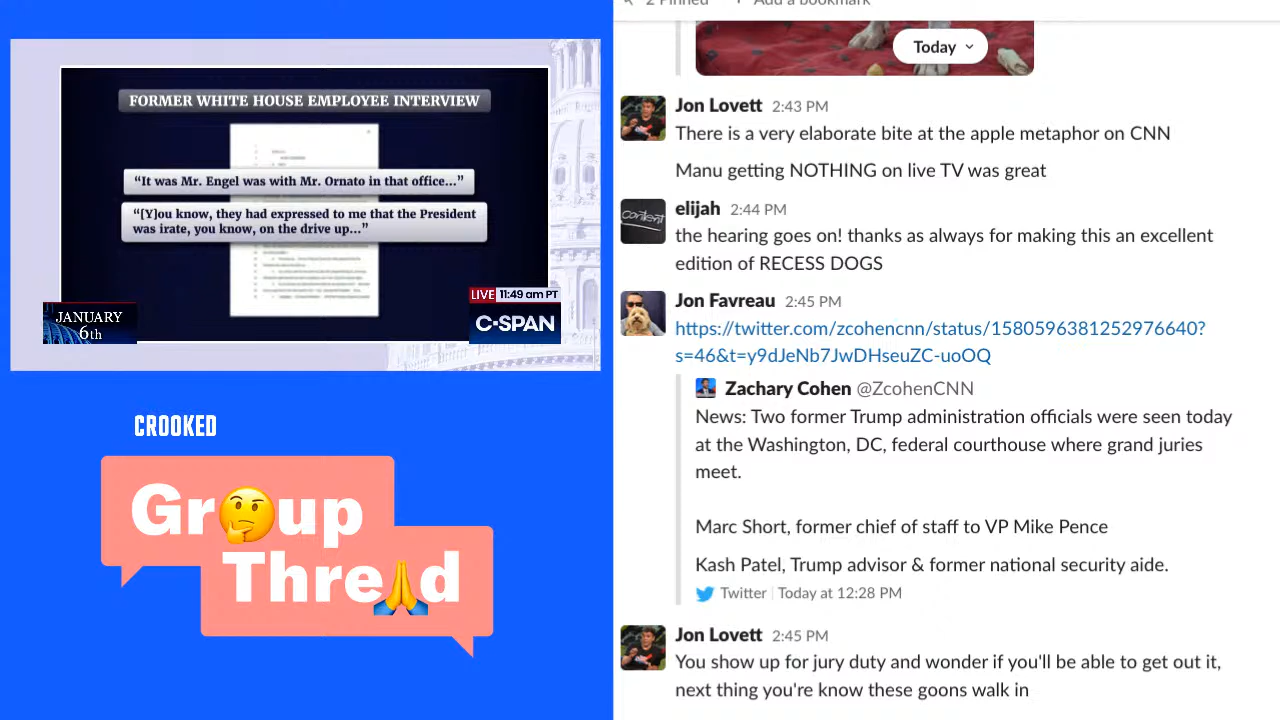 FORMER WHITE HOUSE EMPLOYEE INTERVIEW
“It was Mr. Engel was with Mr. Ornato in that office...”
“[Y]ou know, they had expressed to me that the President
was irate, you know, on the drive up...”
JANUARY
6th
LIVE 11:49 am PT
C-SPAN
CROOKED
Gr🤔up
Thre🙏d
2 Pinned
Add a bookmark
Today
Jon Lovett 2:43 PM
There is a very elaborate bite at the apple metaphor on CNN
Manu getting NOTHING on live TV was great
content
elijah 2:44 PM
the hearing goes on! thanks as always for making this an excellent
edition of RECESS DOGS
Jon Favreau 2:45 PM
https://twitter.com/zcohencnn/status/1580596381252976640?
s=46&t=y9dJeNb7JwDHseuZC-uoOQ
Zachary Cohen @ZcohenCNN
News: Two former Trump administration officials were seen today
at the Washington, DC, federal courthouse where grand juries
meet.
Marc Short, former chief of staff to VP Mike Pence
Kash Patel, Trump advisor & former national security aide.
Twitter | Today at 12:28 PM
Jon Lovett 2:45 PM
You show up for jury duty and wonder if you'll be able to get out it,
next thing you're know these goons walk in